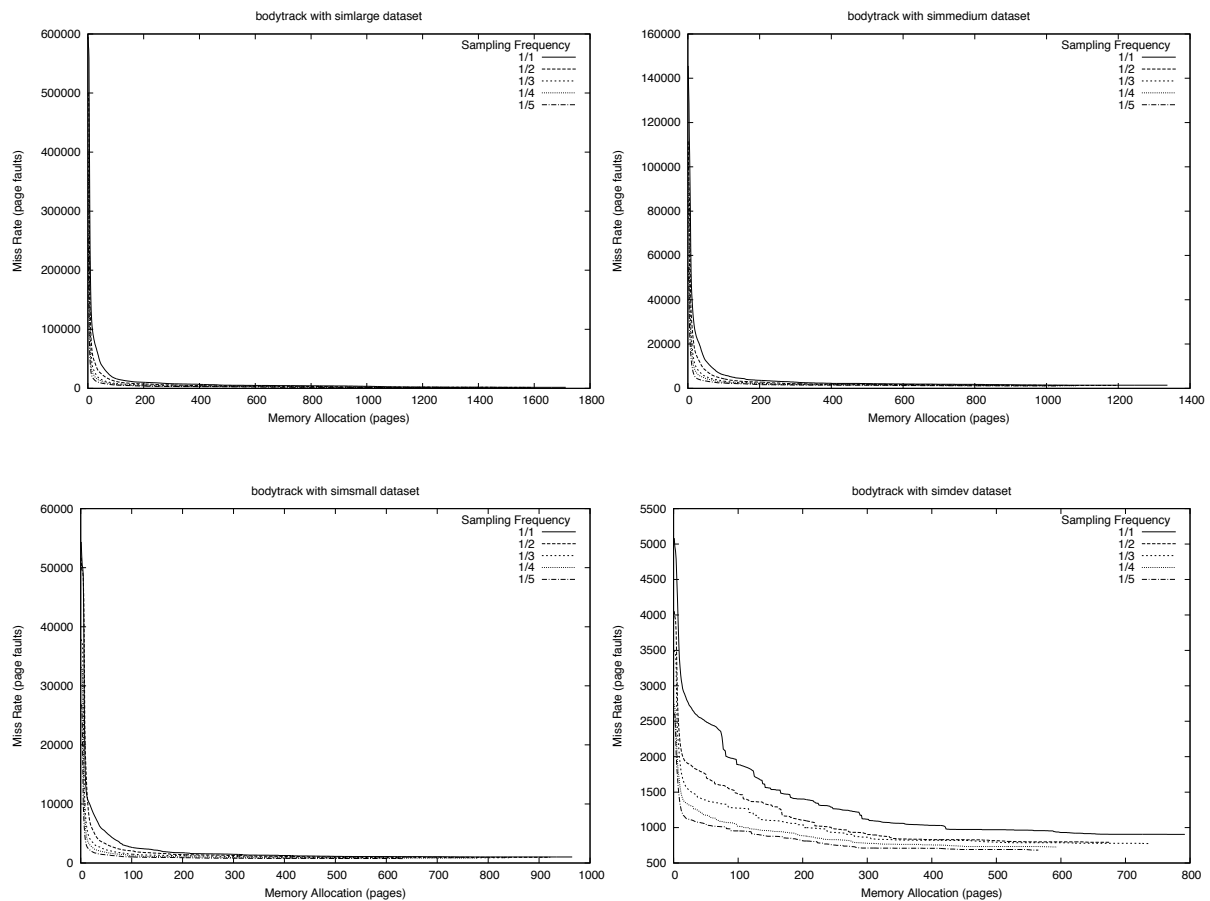 bodytrack with simlarge dataset
600000
500000
400000
300000
200000
100000
0
Miss Rate (page faults)
Sampling Frequency
1/1
1/2
1/3
1/4
1/5
0 200 400 600 800 1000 1200 1400 1600 1800
Memory Allocation (pages)
bodytrack with simmedium dataset
160000
140000
120000
100000
80000
60000
40000
20000
0
Miss Rate (page faults)
Sampling Frequency
1/1
1/2
1/3
1/4
1/5
0 200 400 600 800 1000 1200 1400
Memory Allocation (pages)
bodytrack with simsmall dataset
60000
50000
40000
30000
20000
10000
0
Miss Rate (page faults)
Sampling Frequency
1/1
1/2
1/3
1/4
1/5
0 100 200 300 400 500 600 700 800 900 1000
Memory Allocation (pages)
bodytrack with simdev dataset
5500
5000
4500
4000
3500
3000
2500
2000
1500
1000
500
Miss Rate (page faults)
Sampling Frequency
1/1
1/2
1/3
1/4
1/5
0 100 200 300 400 500 600 700 800
Memory Allocation (pages)